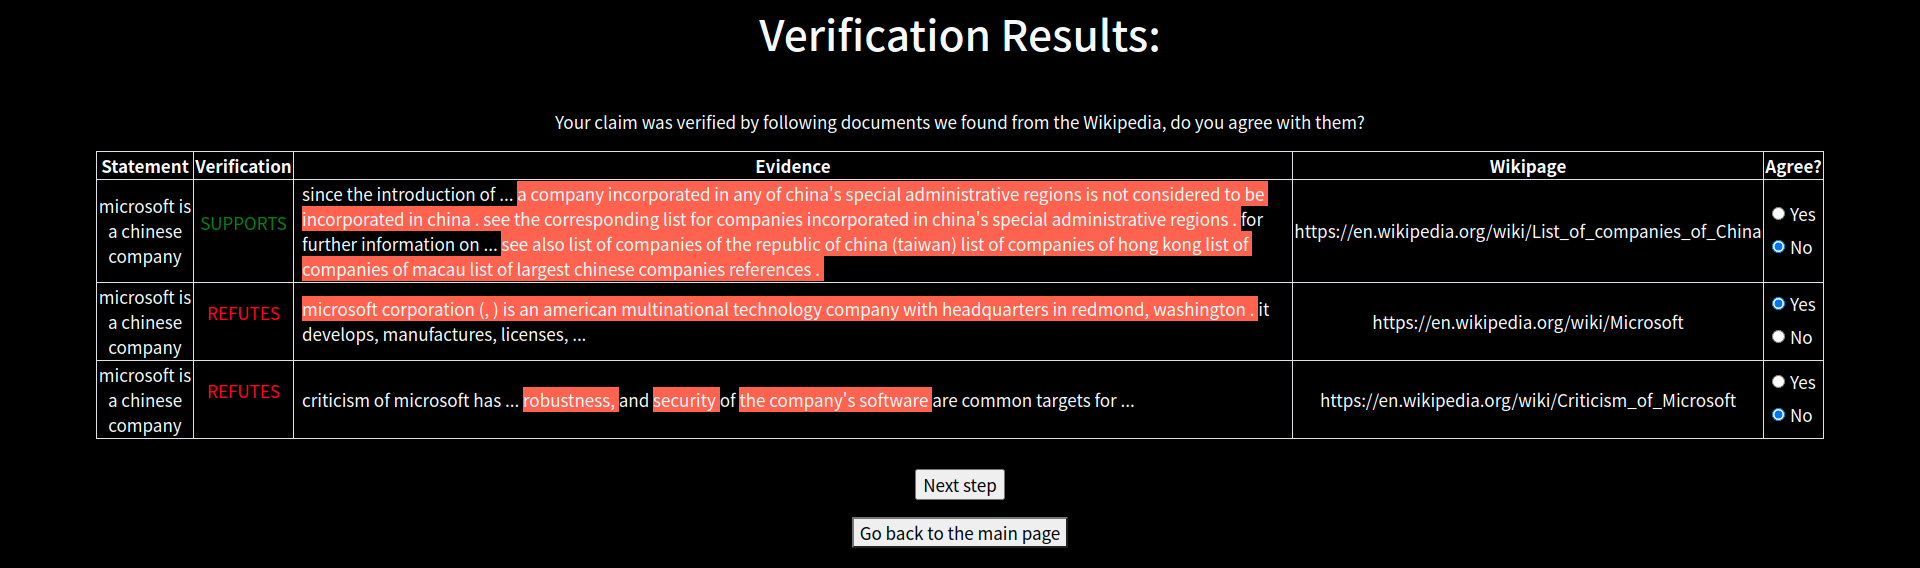 Verification Results:
Your claim was verified by following documents we found from the Wikipedia, do you agree with them?
Statement Verification Evidence Wikipage Agree?
microsoft is
a chinese
company
SUPPORTS
since the introduction of ... a company incorporated in any of china's special administrative regions is not considered to be
incorporated in china . see the corresponding list for companies incorporated in china's special administrative regions . for
further information on ... see also list of companies of the republic of china (taiwan) list of companies of hong kong list of
companies of macau list of largest chinese companies references .
https://en.wikipedia.org/wiki/List_of_companies_of_China
Yes
No
microsoft is
a chinese
company
REFUTES
microsoft corporation (, ) is an american multinational technology company with headquarters in redmond, washington . it
develops, manufactures, licenses, ...
https://en.wikipedia.org/wiki/Microsoft
Yes
No
microsoft is
a chinese
company
REFUTES
criticism of microsoft has ... robustness, and security of the company's software are common targets for ...
https://en.wikipedia.org/wiki/Criticism_of_Microsoft
Yes
No
Next step
Go back to the main page